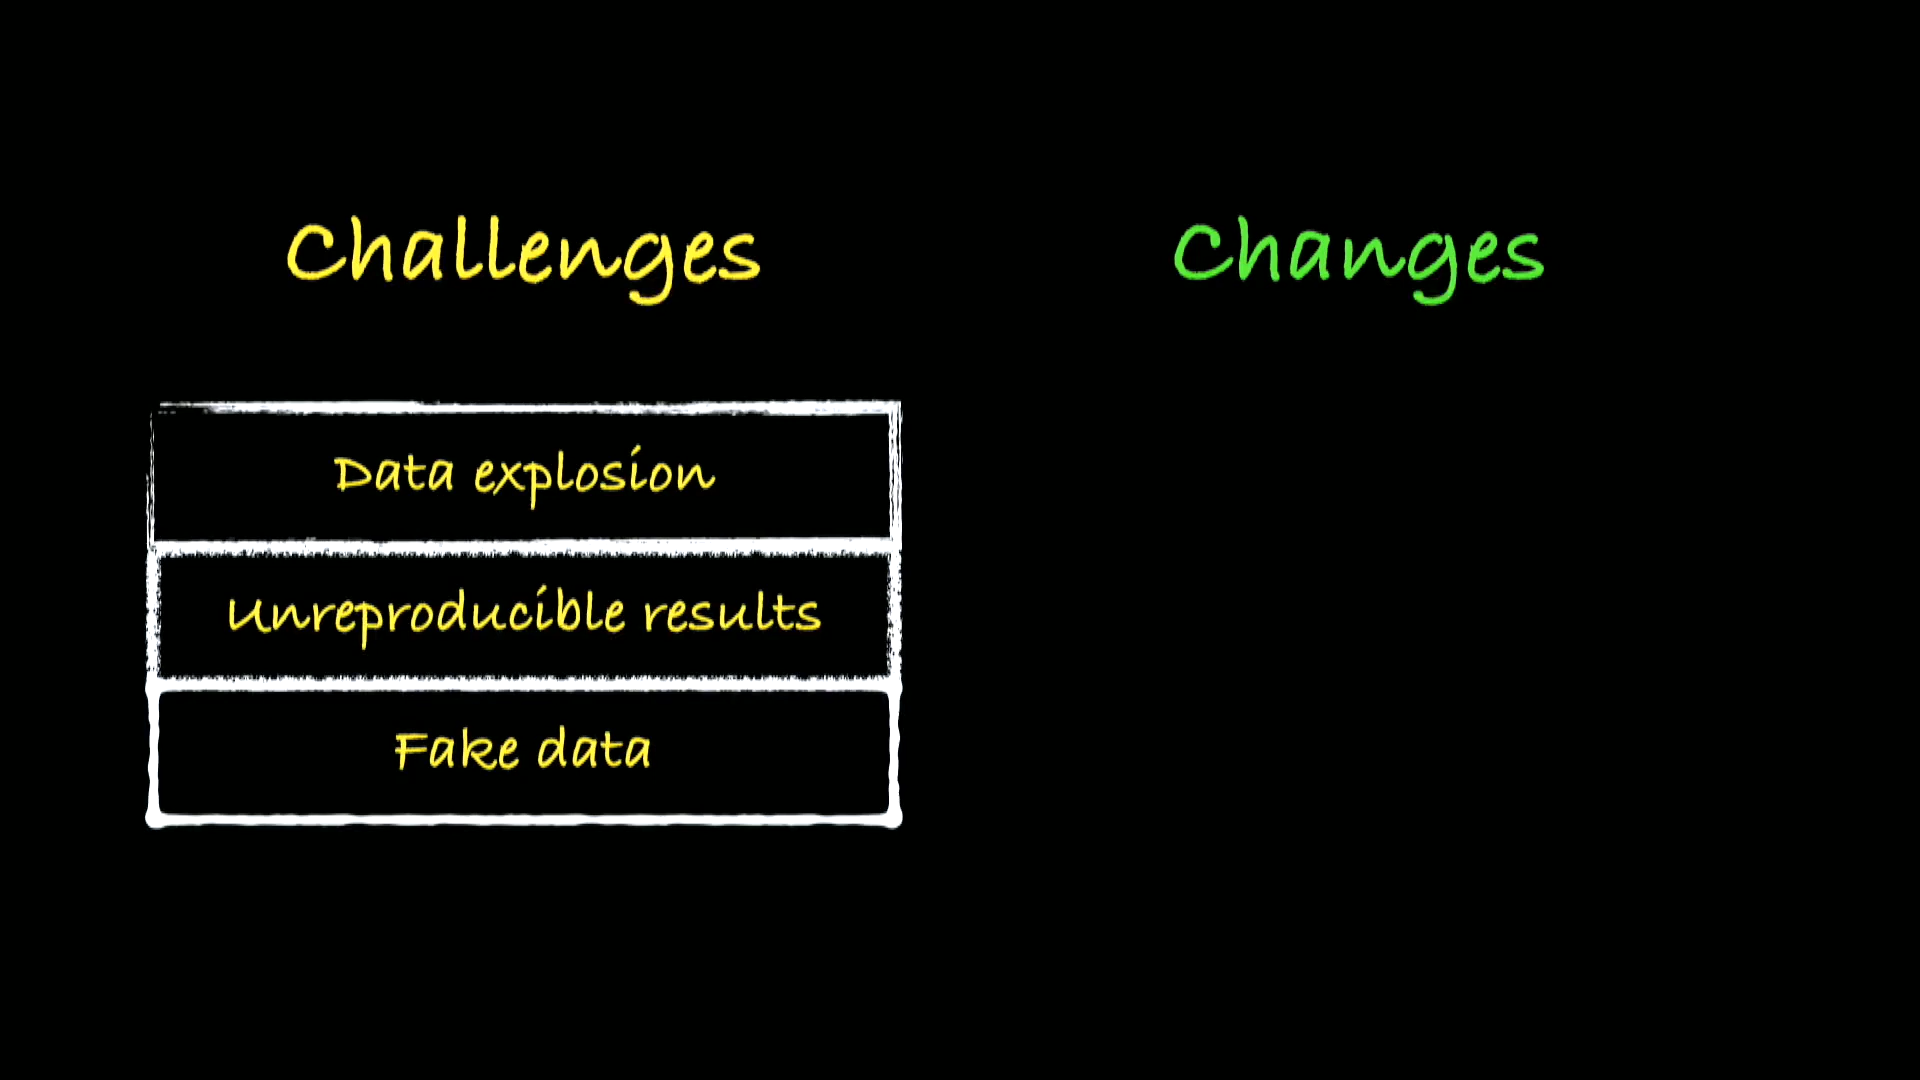 Challenges
Changes
Data explosion
Unreproducible results
Fake data